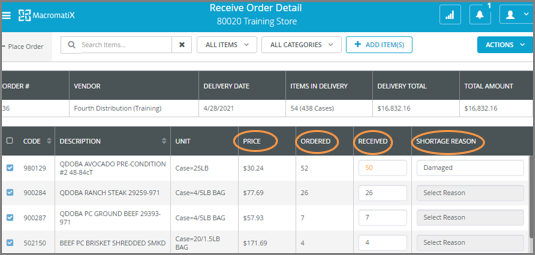 MacromatiX
Receive Order Detail
80020 Training Store
1
Place Order
Search Items...
ALL ITEMS
ALL CATEGORIES
+ ADD ITEM(S)
ACTIONS
ORDER # VENDOR DELIVERY DATE ITEMS IN DELIVERY DELIVERY TOTAL TOTAL AMOUNT
36 Fourth Distribution (Training) 4/28/2021 54 (438 Cases) $16,832.16 $16,832.16
CODE DESCRIPTION UNIT PRICE ORDERED RECEIVED SHORTAGE REASON
980129 QDOBA AVOCADO PRE-CONDITION #2 48-84cT Case=25LB $30.24 52 50 Damaged
900284 QDOBA RANCH STEAK 29259-971 Case=4/5LB BAG $77.69 26 26 Select Reason
900287 QDOBA PC GROUND BEEF 29393-971 Case=4/5LB BAG $57.93 7 7 Select Reason
502150 BEEF PC BRISKET SHREDDED SMKD Case=20/1.5LB BAG $171.69 4 4 Select Reason